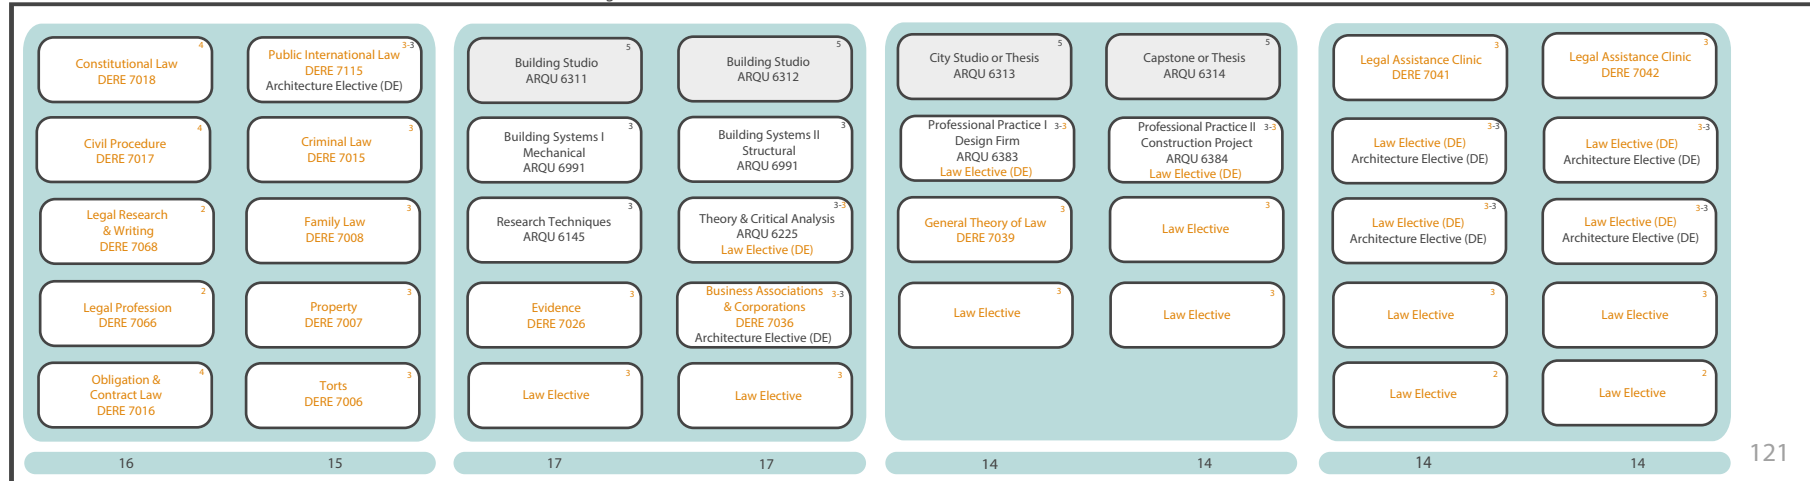 4
Constitutional Law
DERE 7018
4
Civil Procedure
DERE 7017
2
Legal Research
& Writing
DERE 7068
2
Legal Profession
DERE 7066
4
Obligation &
Contract Law
DERE 7016
16
3-3
Public International Law
DERE 7115
Architecture Elective (DE)
3
Criminal Law
DERE 7015
3
Family Law
DERE 7008
3
Property
DERE 7007
3
Torts
DERE 7006
15
5
Building Studio
ARQU 6311
3
Building Systems I
Mechanical
ARQU 6991
3
Research Techniques
ARQU 6145
3
Evidence
DERE 7026
3
Law Elective
17
5
Building Studio
ARQU 6312
3
Building Systems II
Structural
ARQU 6991
3-3
Theory & Critical Analysis
ARQU 6225
Law Elective (DE)
3-3
Business Associations
& Corporations
DERE 7036
Architecture Elective (DE)
3
Law Elective
17
5
City Studio or Thesis
ARQU 6313
3-3
Professional Practice I
Design Firm
ARQU 6383
Law Elective (DE)
3
General Theory of Law
DERE 7039
3
Law Elective
14
5
Capstone or Thesis
ARQU 6314
3-3
Professional Practice II
Construction Project
ARQU 6384
Law Elective (DE)
3
Law Elective
3
Law Elective
14
3
Legal Assistance Clinic
DERE 7041
3-3
Law Elective (DE)
Architecture Elective (DE)
3-3
Law Elective (DE)
Architecture Elective (DE)
3
Law Elective
2
Law Elective
14
3
Legal Assistance Clinic
DERE 7042
3-3
Law Elective (DE)
Architecture Elective (DE)
3-3
Law Elective (DE)
Architecture Elective (DE)
3
Law Elective
2
Law Elective
14
121